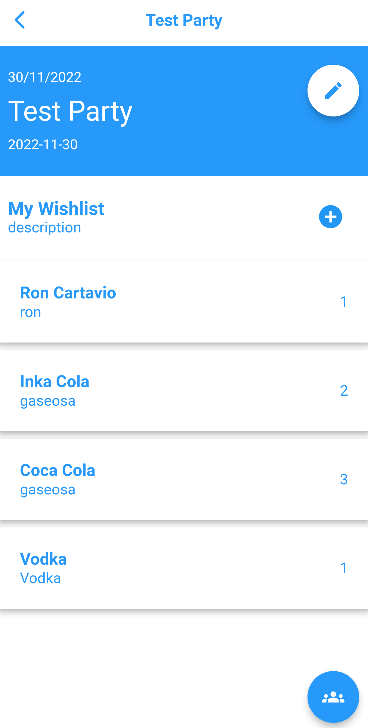 Test Party
30/11/2022
Test Party
2022-11-30
My Wishlist
description
Ron Cartavio
ron
1
Inka Cola
gaseosa
2
Coca Cola
gaseosa
3
Vodka
Vodka
1